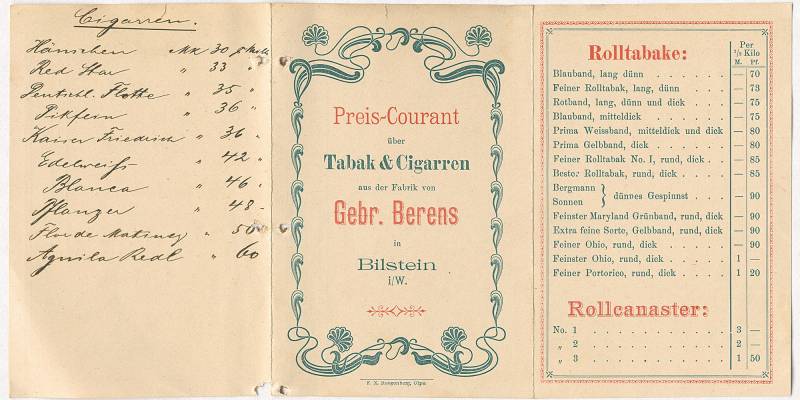 Cigarren.
Hänschen Mk 30 p Mille
Red Star " 33 "
Deutschl. Flotte " 35 "
Pikfein " 36 "
Kaiser Friedrich " 36 "
Edelweiss " 42 "
Blanca " 46 "
Pflanzer " 48 "
Flor de Matinez " 50 "
Aguila Real " 60
Preis-Courant
über
Tabak & Cigarren
aus der Fabrik von
Gebr. Berens
in
Bilstein
i/W.
Rolltabake:
Per
1/2 Kilo
M. Pf.
Blauband, lang dünn . . . . . . — 70
Feiner Rolltabak, lang, dünn . . . . — 73
Rotband, lang, dünn und dick . . . . — 75
Blauband, mitteldick . . . . . — 75
Prima Weissband, mitteldick und dick — 80
Prima Gelbband, dick . . . . . — 80
Feiner Rolltabak No. I, rund, dick . . — 85
Bester Rolltabak, rund, dick . . . . — 85
Bergmann
Sonnen } dünnes Gespinnst . . . — 90
Feinster Maryland Grünband, rund, dick — 90
Extra feine Sorte, Gelbband, rund, dick — 90
Feiner Ohio, rund, dick . . . . . — 90
Feinster Ohio, rund, dick . . . . 1 —
Feiner Portorico, rund, dick . . . . 1 20
Rollcanaster:
No. 1 . . . . . . . . . . 3 —
„ 2 . . . . . . . . . . 2 —
„ 3 . . . . . . . . . . 1 50